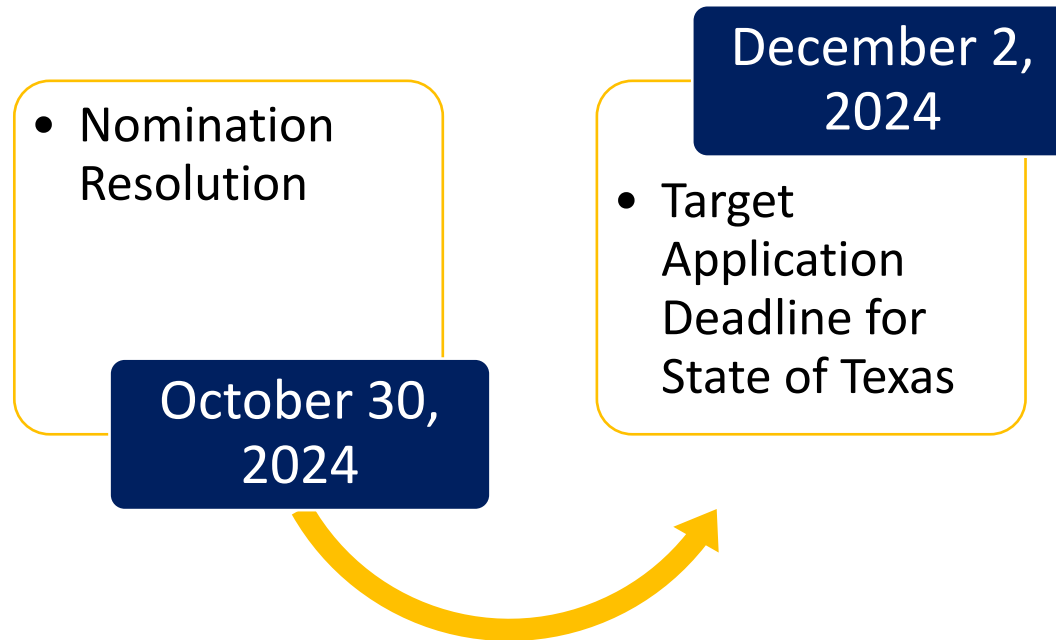 • Nomination
Resolution
October 30,
2024
December 2,
2024
• Target
Application
Deadline for
State of Texas